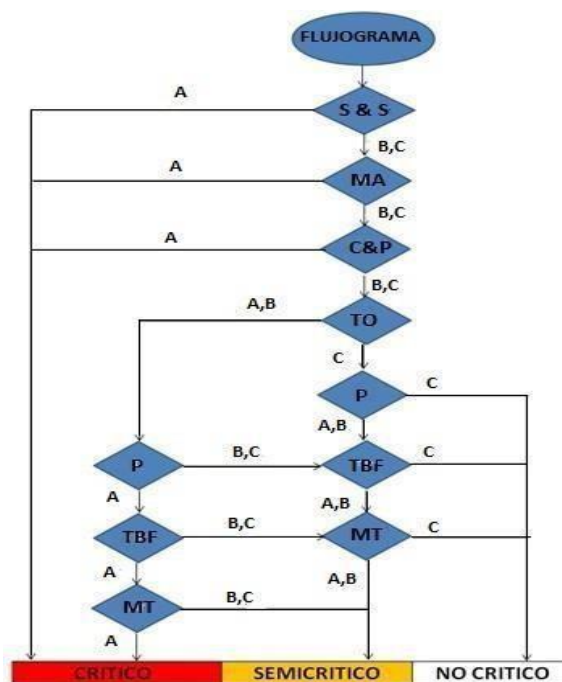 FLUJOGRAMA
A
S & S
B,C
A
MA
B,C
A
C&P
B,C
A,B
TO
C
P
C
A,B
P
B,C
TBF
C
A
A,B
TBF
B,C
MT
C
A
A,B
MT
B,C
A
CRITICO
SEMICRITICO
NO CRITICO